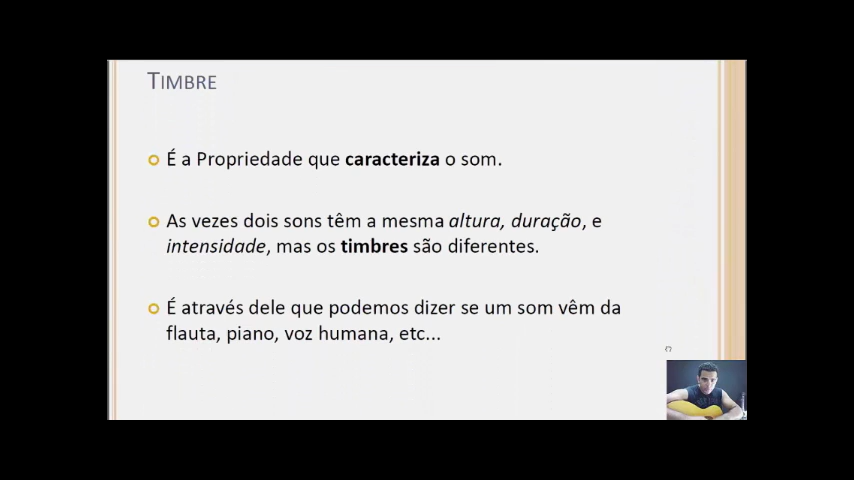 TIMBRE
É a Propriedade que caracteriza o som.
As vezes dois sons têm a mesma altura, duração, e
intensidade, mas os timbres são diferentes.
É através dele que podemos dizer se um som vêm da
flauta, piano, voz humana, etc...